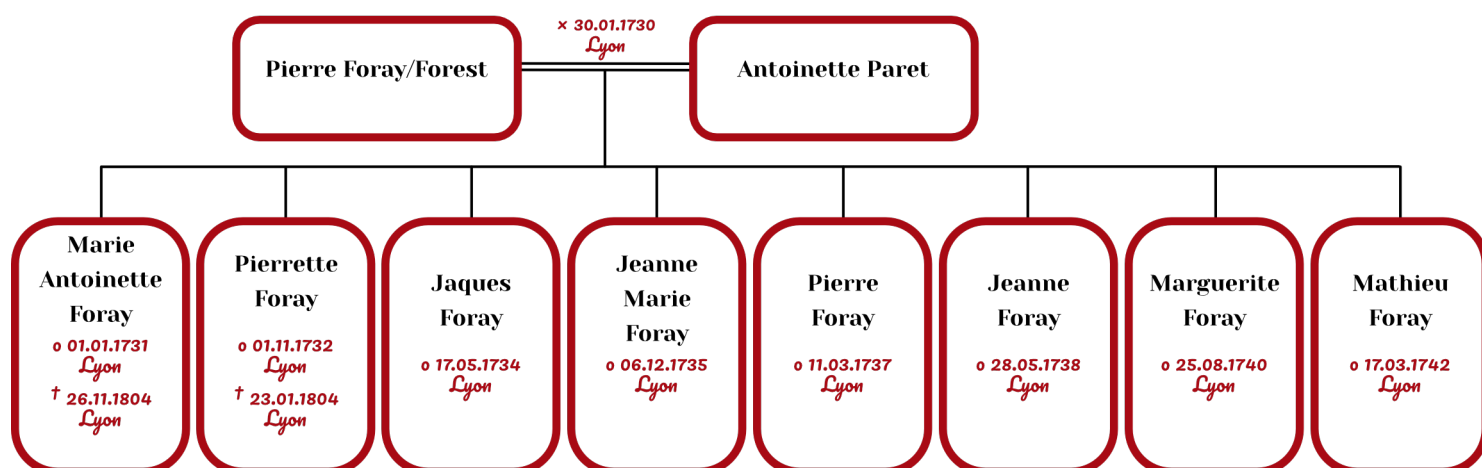 Pierre Foray/Forest
× 30.01.1730
Lyon
Antoinette Paret
Marie
Antoinette
Foray
o 01.01.1731
Lyon
† 26.11.1804
Lyon
Pierrette
Foray
o 01.11.1732
Lyon
† 23.01.1804
Lyon
Jaques
Foray
o 17.05.1734
Lyon
Jeanne
Marie
Foray
o 06.12.1735
Lyon
Pierre
Foray
o 11.03.1737
Lyon
Jeanne
Foray
o 28.05.1738
Lyon
Marguerite
Foray
o 25.08.1740
Lyon
Mathieu
Foray
o 17.03.1742
Lyon